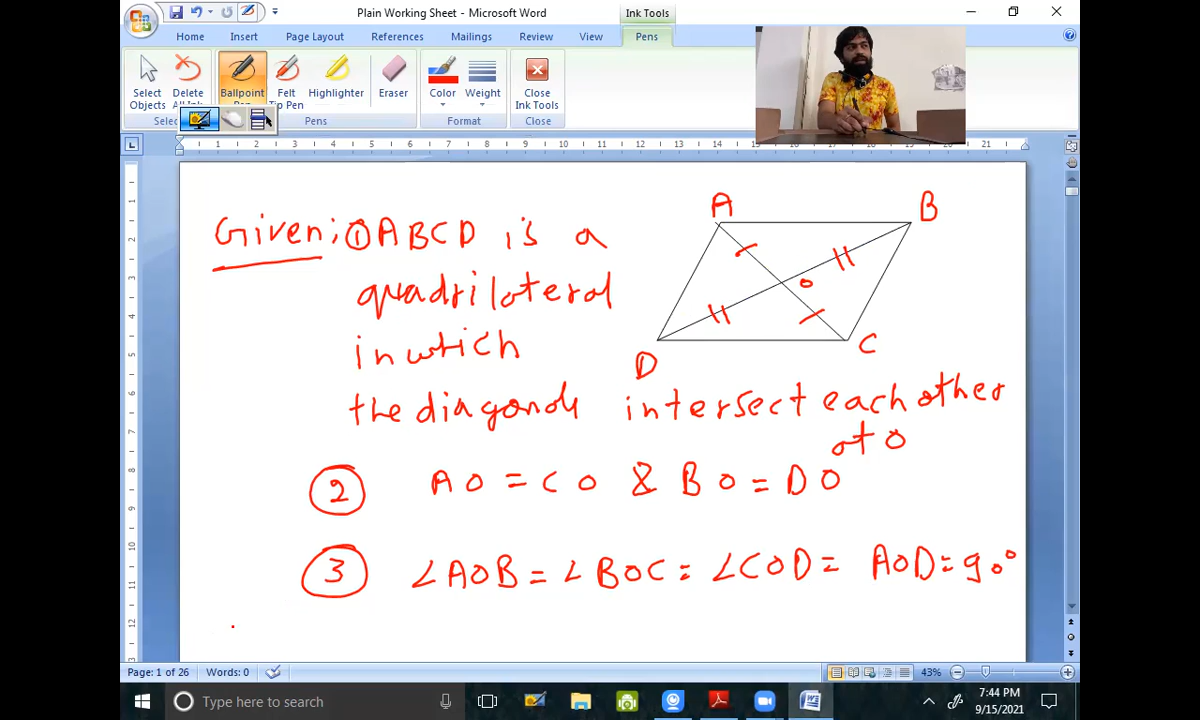 Plain Working Sheet - Microsoft Word
Ink Tools
Home Insert Page Layout References Mailings Review View Pens
Select Objects
Delete All Ink
Ballpoint Pen
Felt Tip Pen
Highlighter
Eraser
Color
Weight
Close Ink Tools
Pens Format Close
Given: ① ABCD is a
quadrilateral
in which
the diagonals intersect each other
at O
② AO = CO & BO = DO
③ ∠AOB = ∠BOC = ∠COD = AOD = 90°
A
B
O
D
C
Page: 1 of 26 Words: 0 43%
Type here to search
7:44 PM
9/15/2021